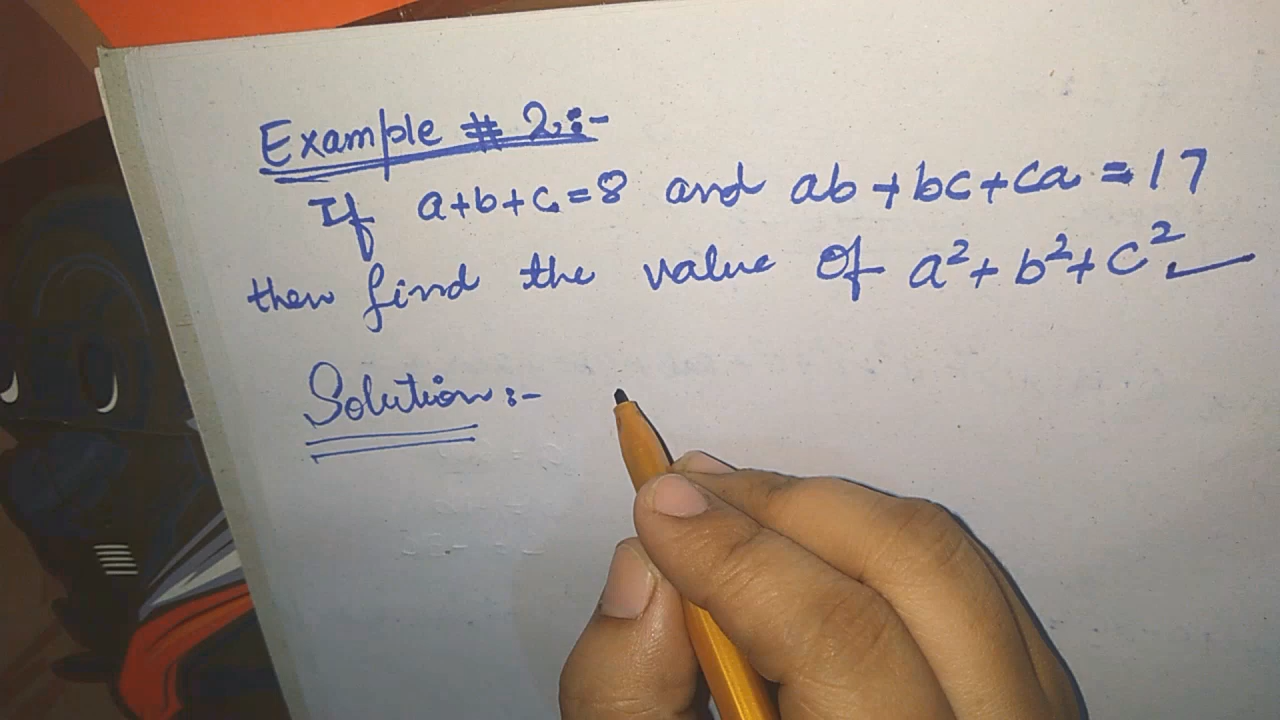 Example # 2:-
If a+b+c=8 and ab+bc+ca=17
then find the value of a²+b²+c²
Solution:-